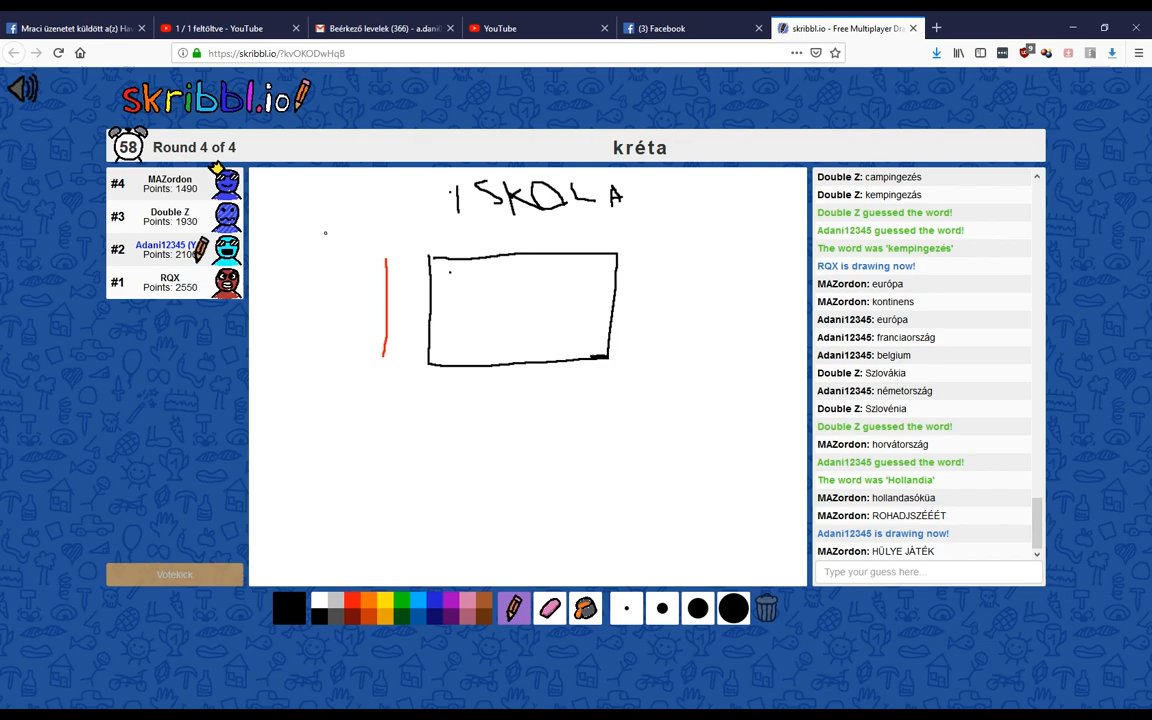 Mraci üzenetet küldött a(z) Ha
1 / 1 feltöltve - YouTube
Beérkező levelek (366) - a.dani
YouTube
(3) Facebook
skribbl.io - Free Multiplayer Dra
https://skribbl.io/?kvOKODwHqB
9
skribbl.io
58
Round 4 of 4
kréta
#4
MAZordon
Points: 1490
#3
Double Z
Points: 1930
#2
Adani12345 (Y
Points: 210
#1
RQX
Points: 2550
Votekick
ISKOLA
Double Z: campingezés
Double Z: kempingezés
Double Z guessed the word!
Adani12345 guessed the word!
The word was 'kempingezés'
RQX is drawing now!
MAZordon: európa
MAZordon: kontinens
Adani12345: európa
Adani12345: franciaország
Adani12345: belgium
Double Z: Szlovákia
Adani12345: németország
Double Z: Szlovénia
Double Z guessed the word!
MAZordon: horvátország
Adani12345 guessed the word!
The word was 'Hollandia'
MAZordon: hollandasóküa
MAZordon: ROHADJSZÉÉÉT
Adani12345 is drawing now!
MAZordon: HÜLYE JÁTÉK
Type your guess here...